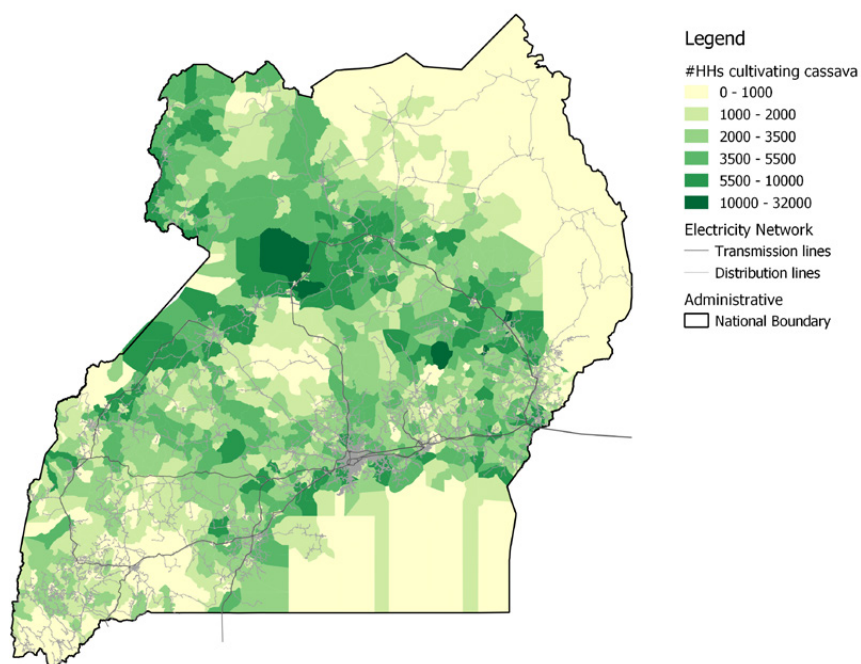 Legend
#HHs cultivating cassava
0 - 1000
1000 - 2000
2000 - 3500
3500 - 5500
5500 - 10000
10000 - 32000
Electricity Network
Transmission lines
Distribution lines
Administrative
National Boundary